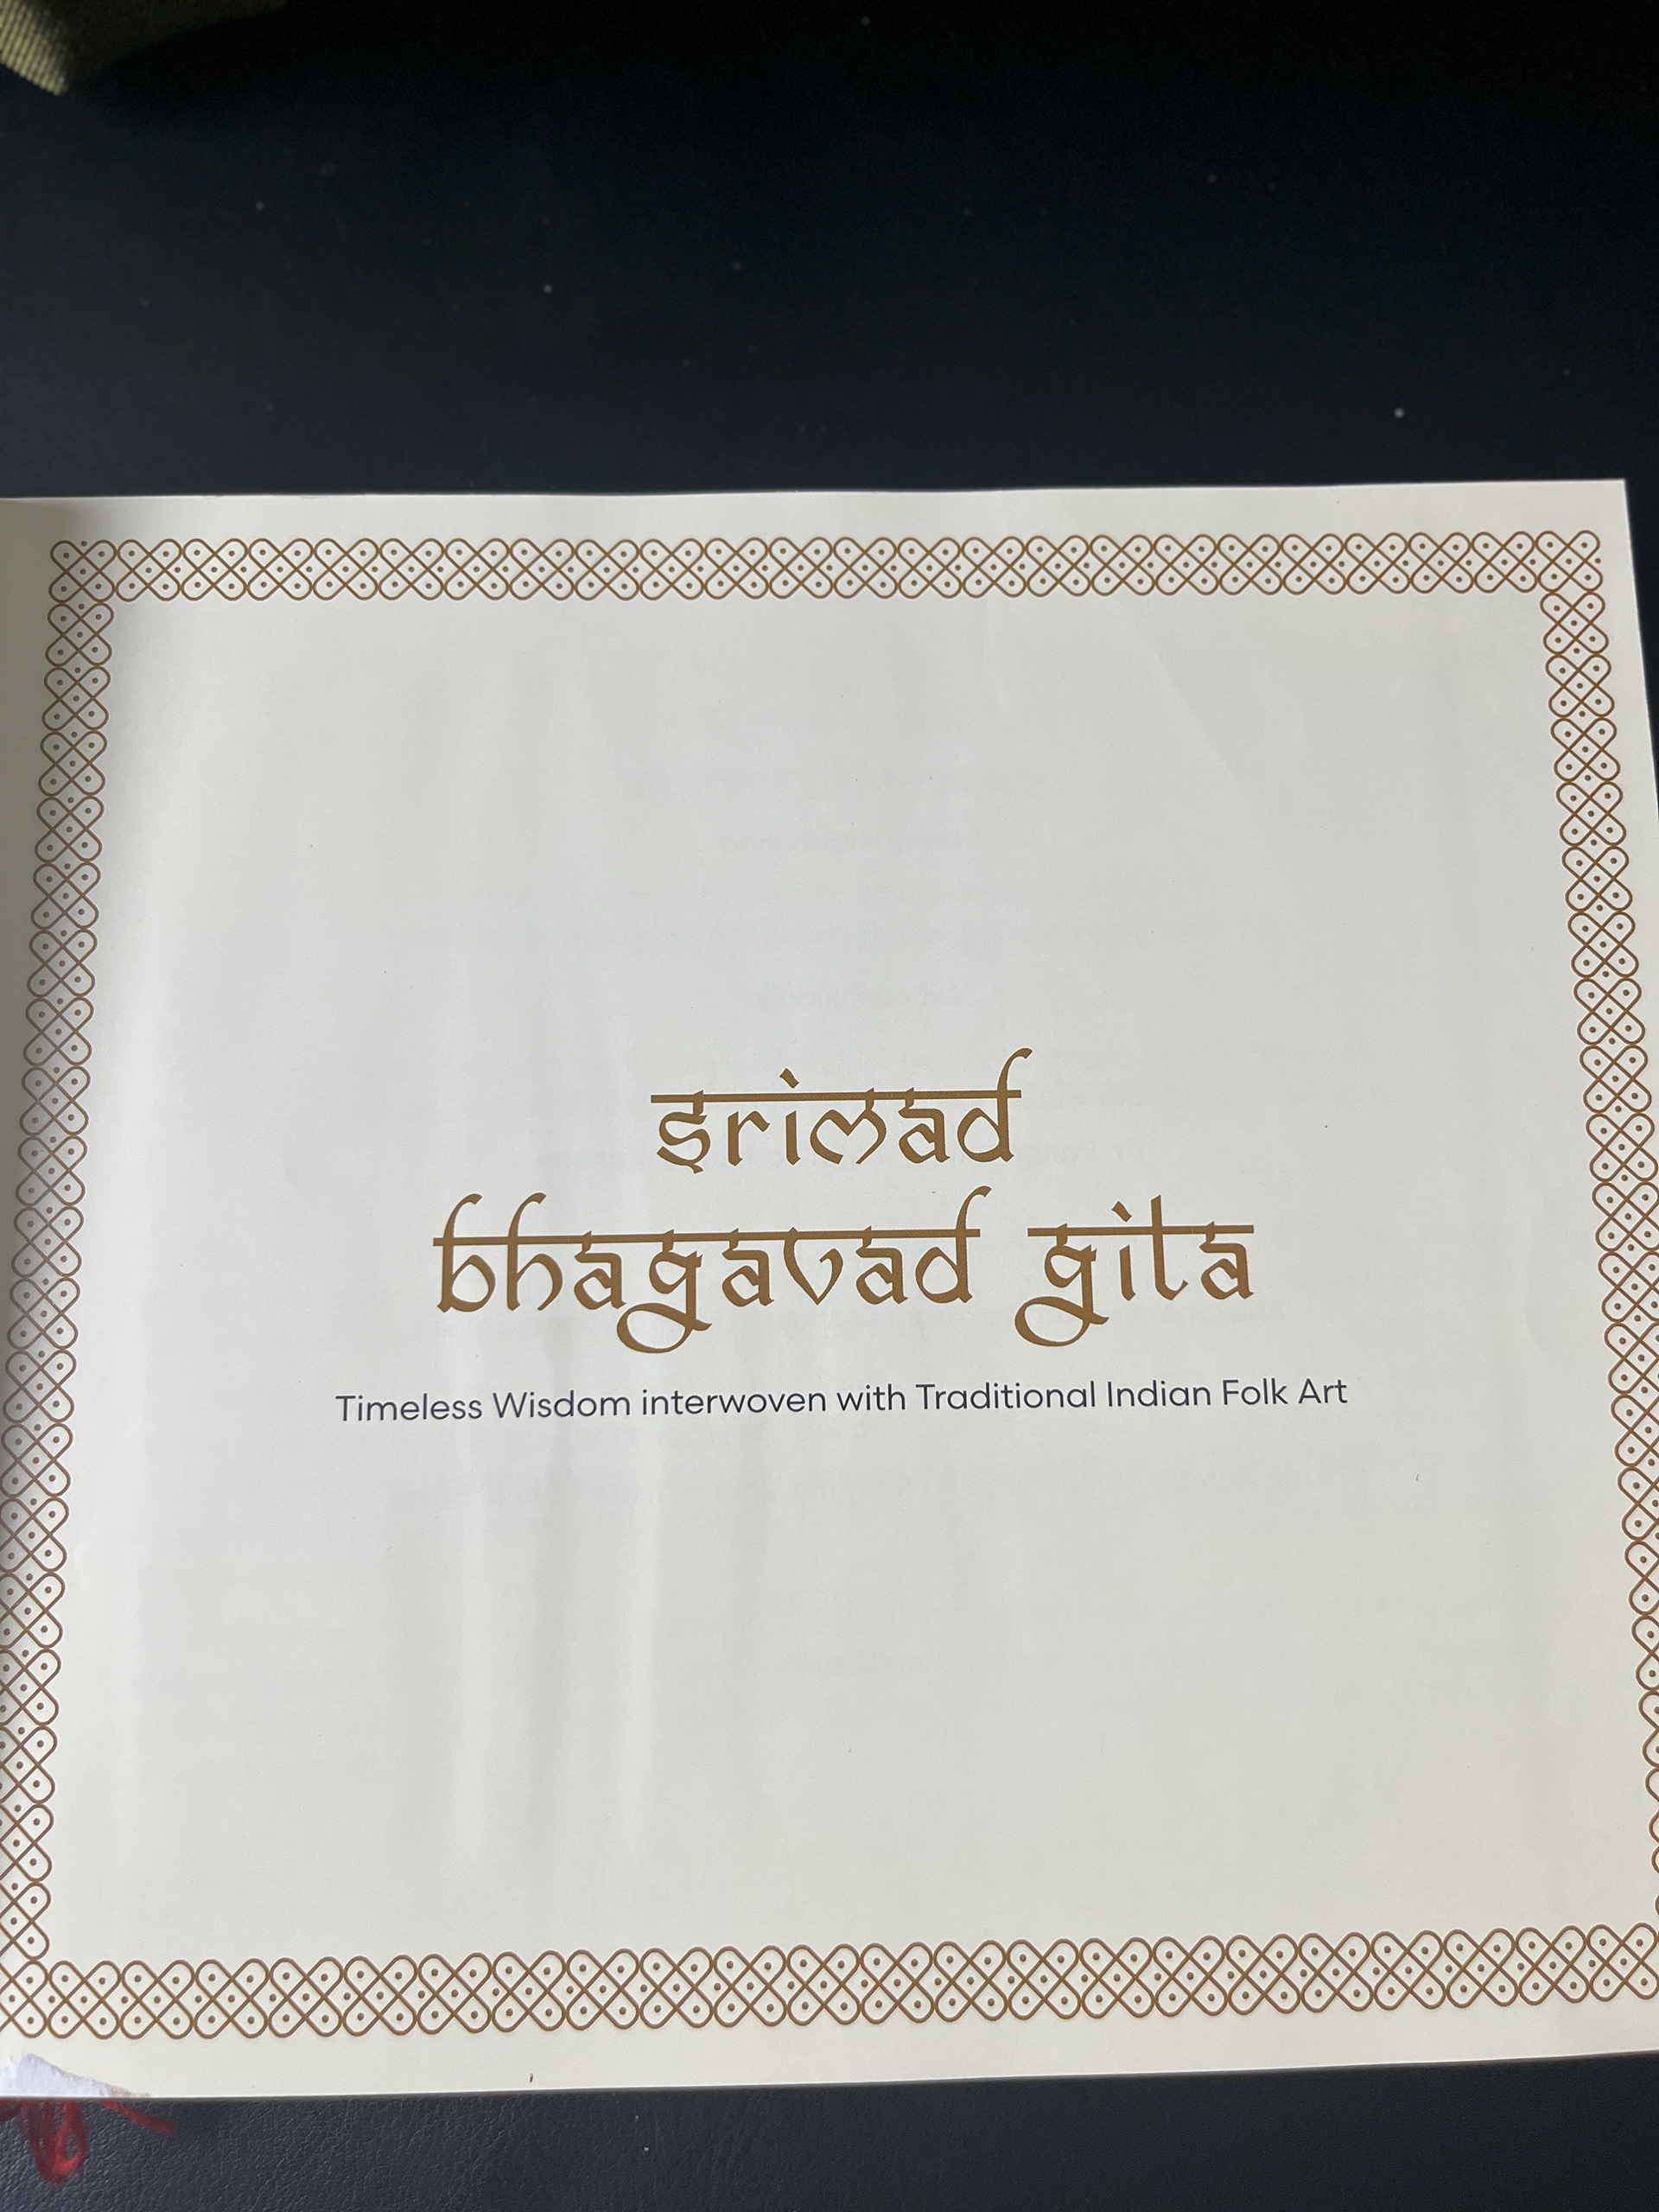 srimad
bhagavad gita
Timeless Wisdom interwoven with Traditional Indian Folk Art